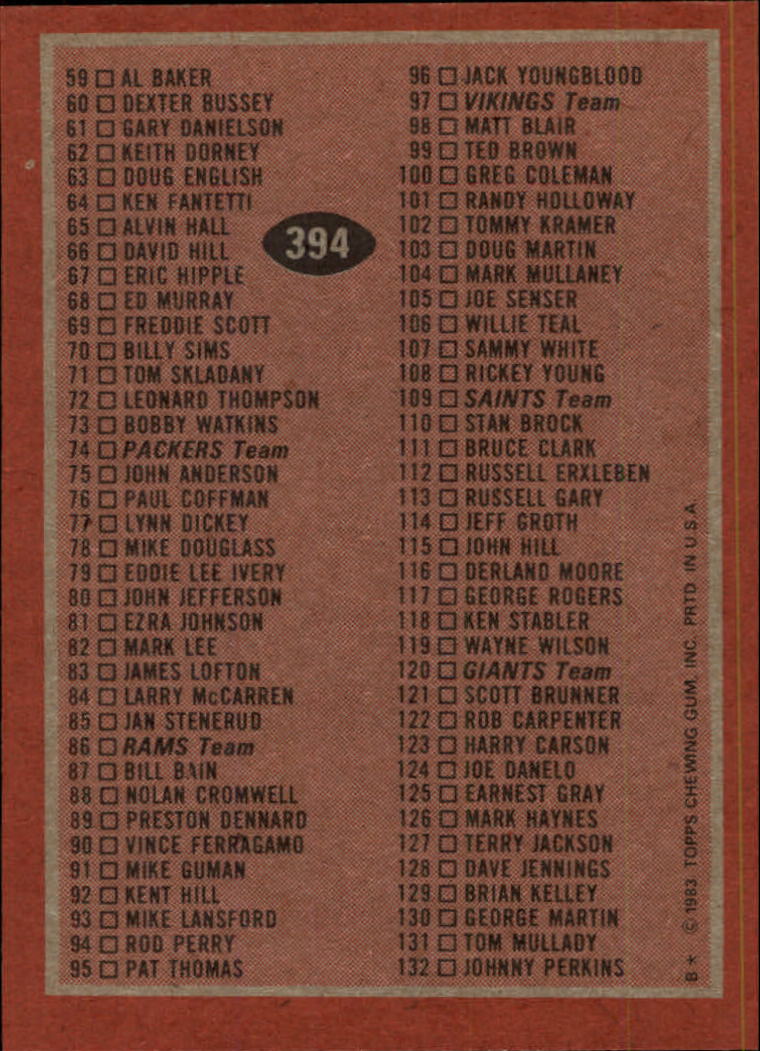 59 □ AL BAKER
60 □ DEXTER BUSSEY
61 □ GARY DANIELSON
62 □ KEITH DORNEY
63 □ DOUG ENGLISH
64 □ KEN FANTETTI
65 □ ALVIN HALL
66 □ DAVID HILL
67 □ ERIC HIPPLE
68 □ ED MURRAY
69 □ FREDDIE SCOTT
70 □ BILLY SIMS
71 □ TOM SKLADANY
72 □ LEONARD THOMPSON
73 □ BOBBY WATKINS
74 □ PACKERS Team
75 □ JOHN ANDERSON
76 □ PAUL COFFMAN
77 □ LYNN DICKEY
78 □ MIKE DOUGLASS
79 □ EDDIE LEE IVERY
80 □ JOHN JEFFERSON
81 □ EZRA JOHNSON
82 □ MARK LEE
83 □ JAMES LOFTON
84 □ LARRY McCARREN
85 □ JAN STENERUD
86 □ RAMS Team
87 □ BILL BAIN
88 □ NOLAN CROMWELL
89 □ PRESTON DENNARD
90 □ VINCE FERRAGAMO
91 □ MIKE GUMAN
92 □ KENT HILL
93 □ MIKE LANSFORD
94 □ ROD PERRY
95 □ PAT THOMAS
394
96 □ JACK YOUNGBLOOD
97 □ VIKINGS Team
98 □ MATT BLAIR
99 □ TED BROWN
100 □ GREG COLEMAN
101 □ RANDY HOLLOWAY
102 □ TOMMY KRAMER
103 □ DOUG MARTIN
104 □ MARK MULLANEY
105 □ JOE SENSER
106 □ WILLIE TEAL
107 □ SAMMY WHITE
108 □ RICKEY YOUNG
109 □ SAINTS Team
110 □ STAN BROCK
111 □ BRUCE CLARK
112 □ RUSSELL ERXLEBEN
113 □ RUSSELL GARY
114 □ JEFF GROTH
115 □ JOHN HILL
116 □ DERLAND MOORE
117 □ GEORGE ROGERS
118 □ KEN STABLER
119 □ WAYNE WILSON
120 □ GIANTS Team
121 □ SCOTT BRUNNER
122 □ ROB CARPENTER
123 □ HARRY CARSON
124 □ JOE DANELO
125 □ EARNEST GRAY
126 □ MARK HAYNES
127 □ TERRY JACKSON
128 □ DAVE JENNINGS
129 □ BRIAN KELLEY
130 □ GEORGE MARTIN
131 □ TOM MULLADY
132 □ JOHNNY PERKINS
B* © 1983 TOPPS CHEWING GUM, INC. PRTD IN U.S.A.